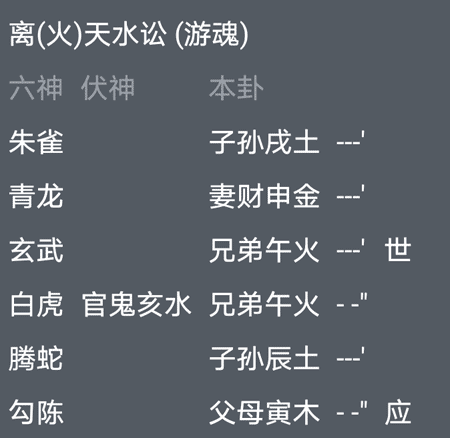 离(火)天水讼 (游魂)
六神 伏神 本卦
朱雀 子孙戌土 ---'
青龙 妻财申金 ---'
玄武 兄弟午火 ---' 世
白虎 官鬼亥水 兄弟午火 - -"
腾蛇 子孙辰土 ---'
勾陈 父母寅木 - -" 应